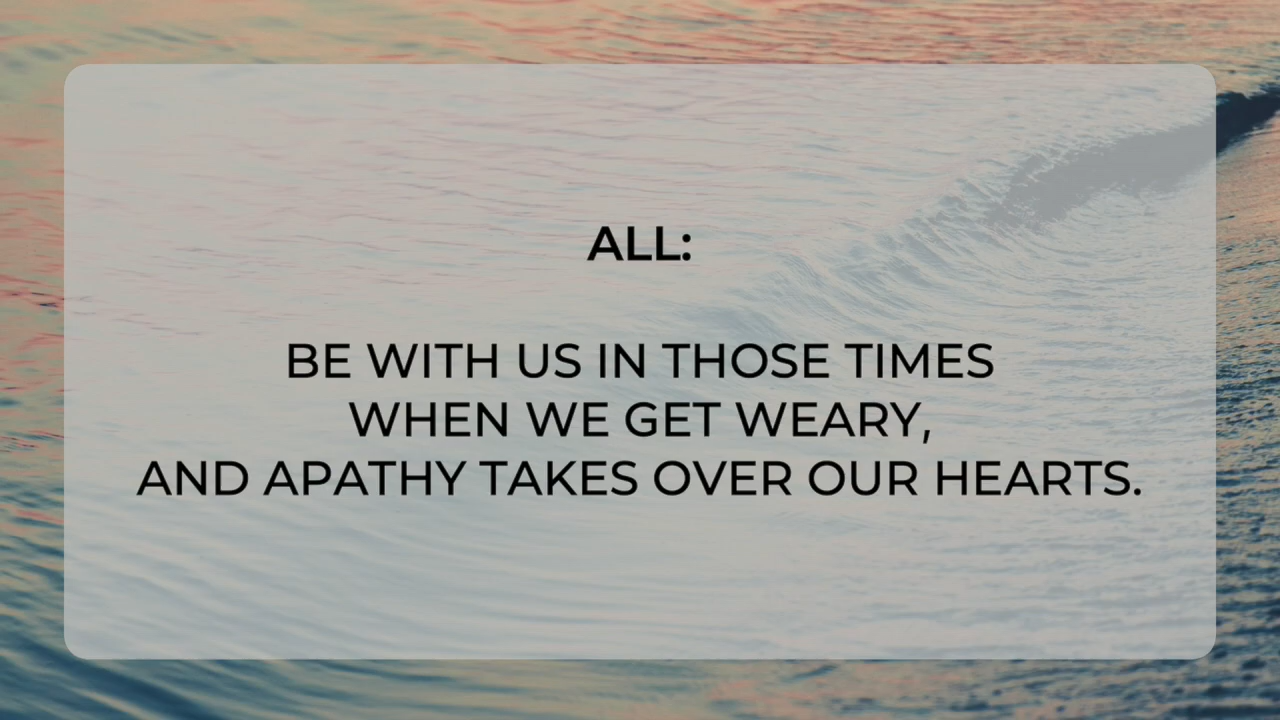 ALL:
BE WITH US IN THOSE TIMES
WHEN WE GET WEARY,
AND APATHY TAKES OVER OUR HEARTS.